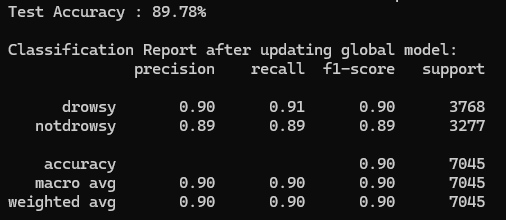 Test Accuracy : 89.78%
Classification Report after updating global model:
precision recall f1-score support
drowsy 0.90 0.91 0.90 3768
notdrowsy 0.89 0.89 0.89 3277
accuracy 0.90 7045
macro avg 0.90 0.90 0.90 7045
weighted avg 0.90 0.90 0.90 7045